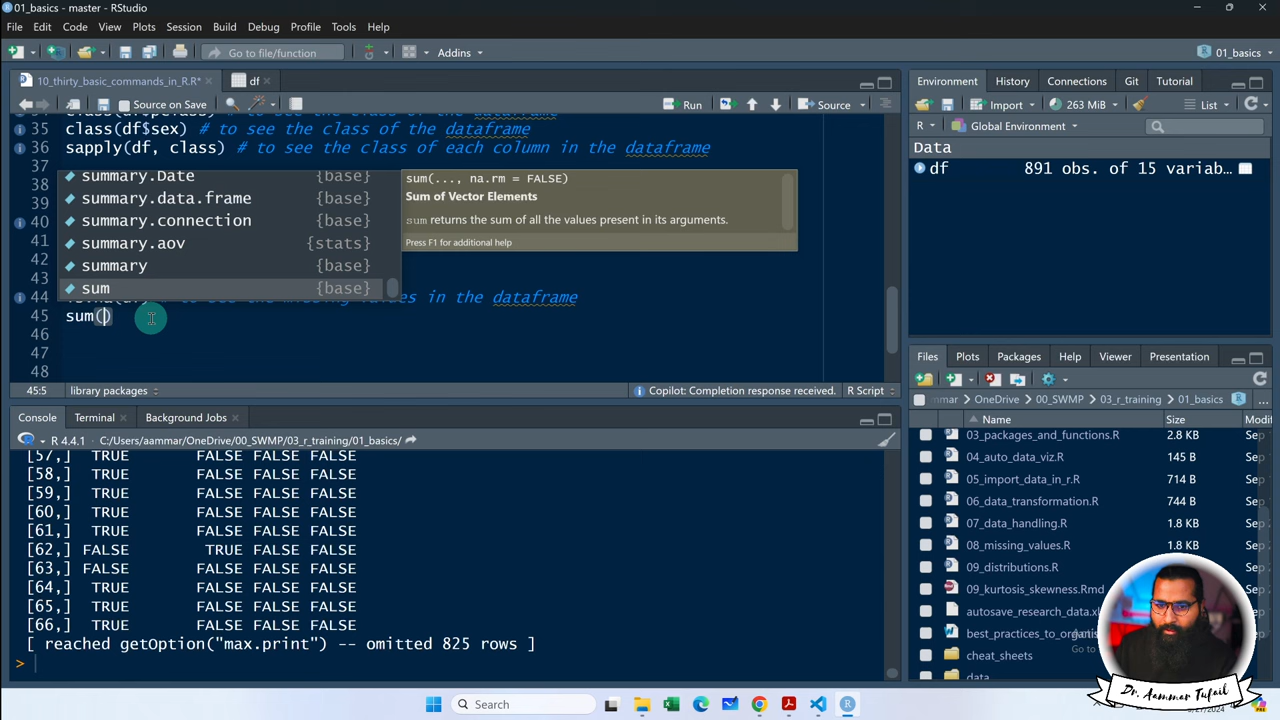 01_basics - master - RStudio
File Edit Code View Plots Session Build Debug Profile Tools Help
Go to file/function
Addins
01_basics
10_thirty_basic_commands_in_R.R*
df
Source on Save
Run
Source
35 class(df$sex) # to see the class of the dataframe
36 sapply(df, class) # to see the class of each column in the dataframe
37
38
39
40
41
42
43
44
45 sum()
46
47
48
summary.Date {base}
summary.data.frame {base}
summary.connection {base}
summary.aov {stats}
summary {base}
sum {base}
sum(..., na.rm = FALSE)
Sum of Vector Elements
sum returns the sum of all the values present in its arguments.
Press F1 for additional help
45:5 library packages
Copilot: Completion response received. R Script
Console Terminal Background Jobs
R 4.4.1 C:/Users/aammar/OneDrive/00_SWMP/03_r_training/01_basics/
[57,] TRUE FALSE FALSE FALSE
[58,] TRUE FALSE FALSE FALSE
[59,] TRUE FALSE FALSE FALSE
[60,] TRUE FALSE FALSE FALSE
[61,] TRUE FALSE FALSE FALSE
[62,] FALSE TRUE FALSE FALSE
[63,] FALSE FALSE FALSE FALSE
[64,] TRUE FALSE FALSE FALSE
[65,] TRUE FALSE FALSE FALSE
[66,] TRUE FALSE FALSE FALSE
[ reached getOption("max.print") -- omitted 825 rows ]
>
Environment History Connections Git Tutorial
Import 263 MiB List
R Global Environment
Data
df 891 obs. of 15 variab…
Files Plots Packages Help Viewer Presentation
OneDrive 00_SWMP 03_r_training 01_basics ...
Name Size Modif
03_packages_and_functions.R 2.8 KB Sep
04_auto_data_viz.R 145 B Sep
05_import_data_in_r.R 714 B Sep
06_data_transformation.R 744 B Sep
07_data_handling.R 1.8 KB Sep
08_missing_values.R 1.8 KB Sep
09_distributions.R
09_kurtosis_skewness.Rmd
autosave_research_data.xl
best_practices_to_organi
cheat_sheets
data
Dr. Aammar Tufail
Search